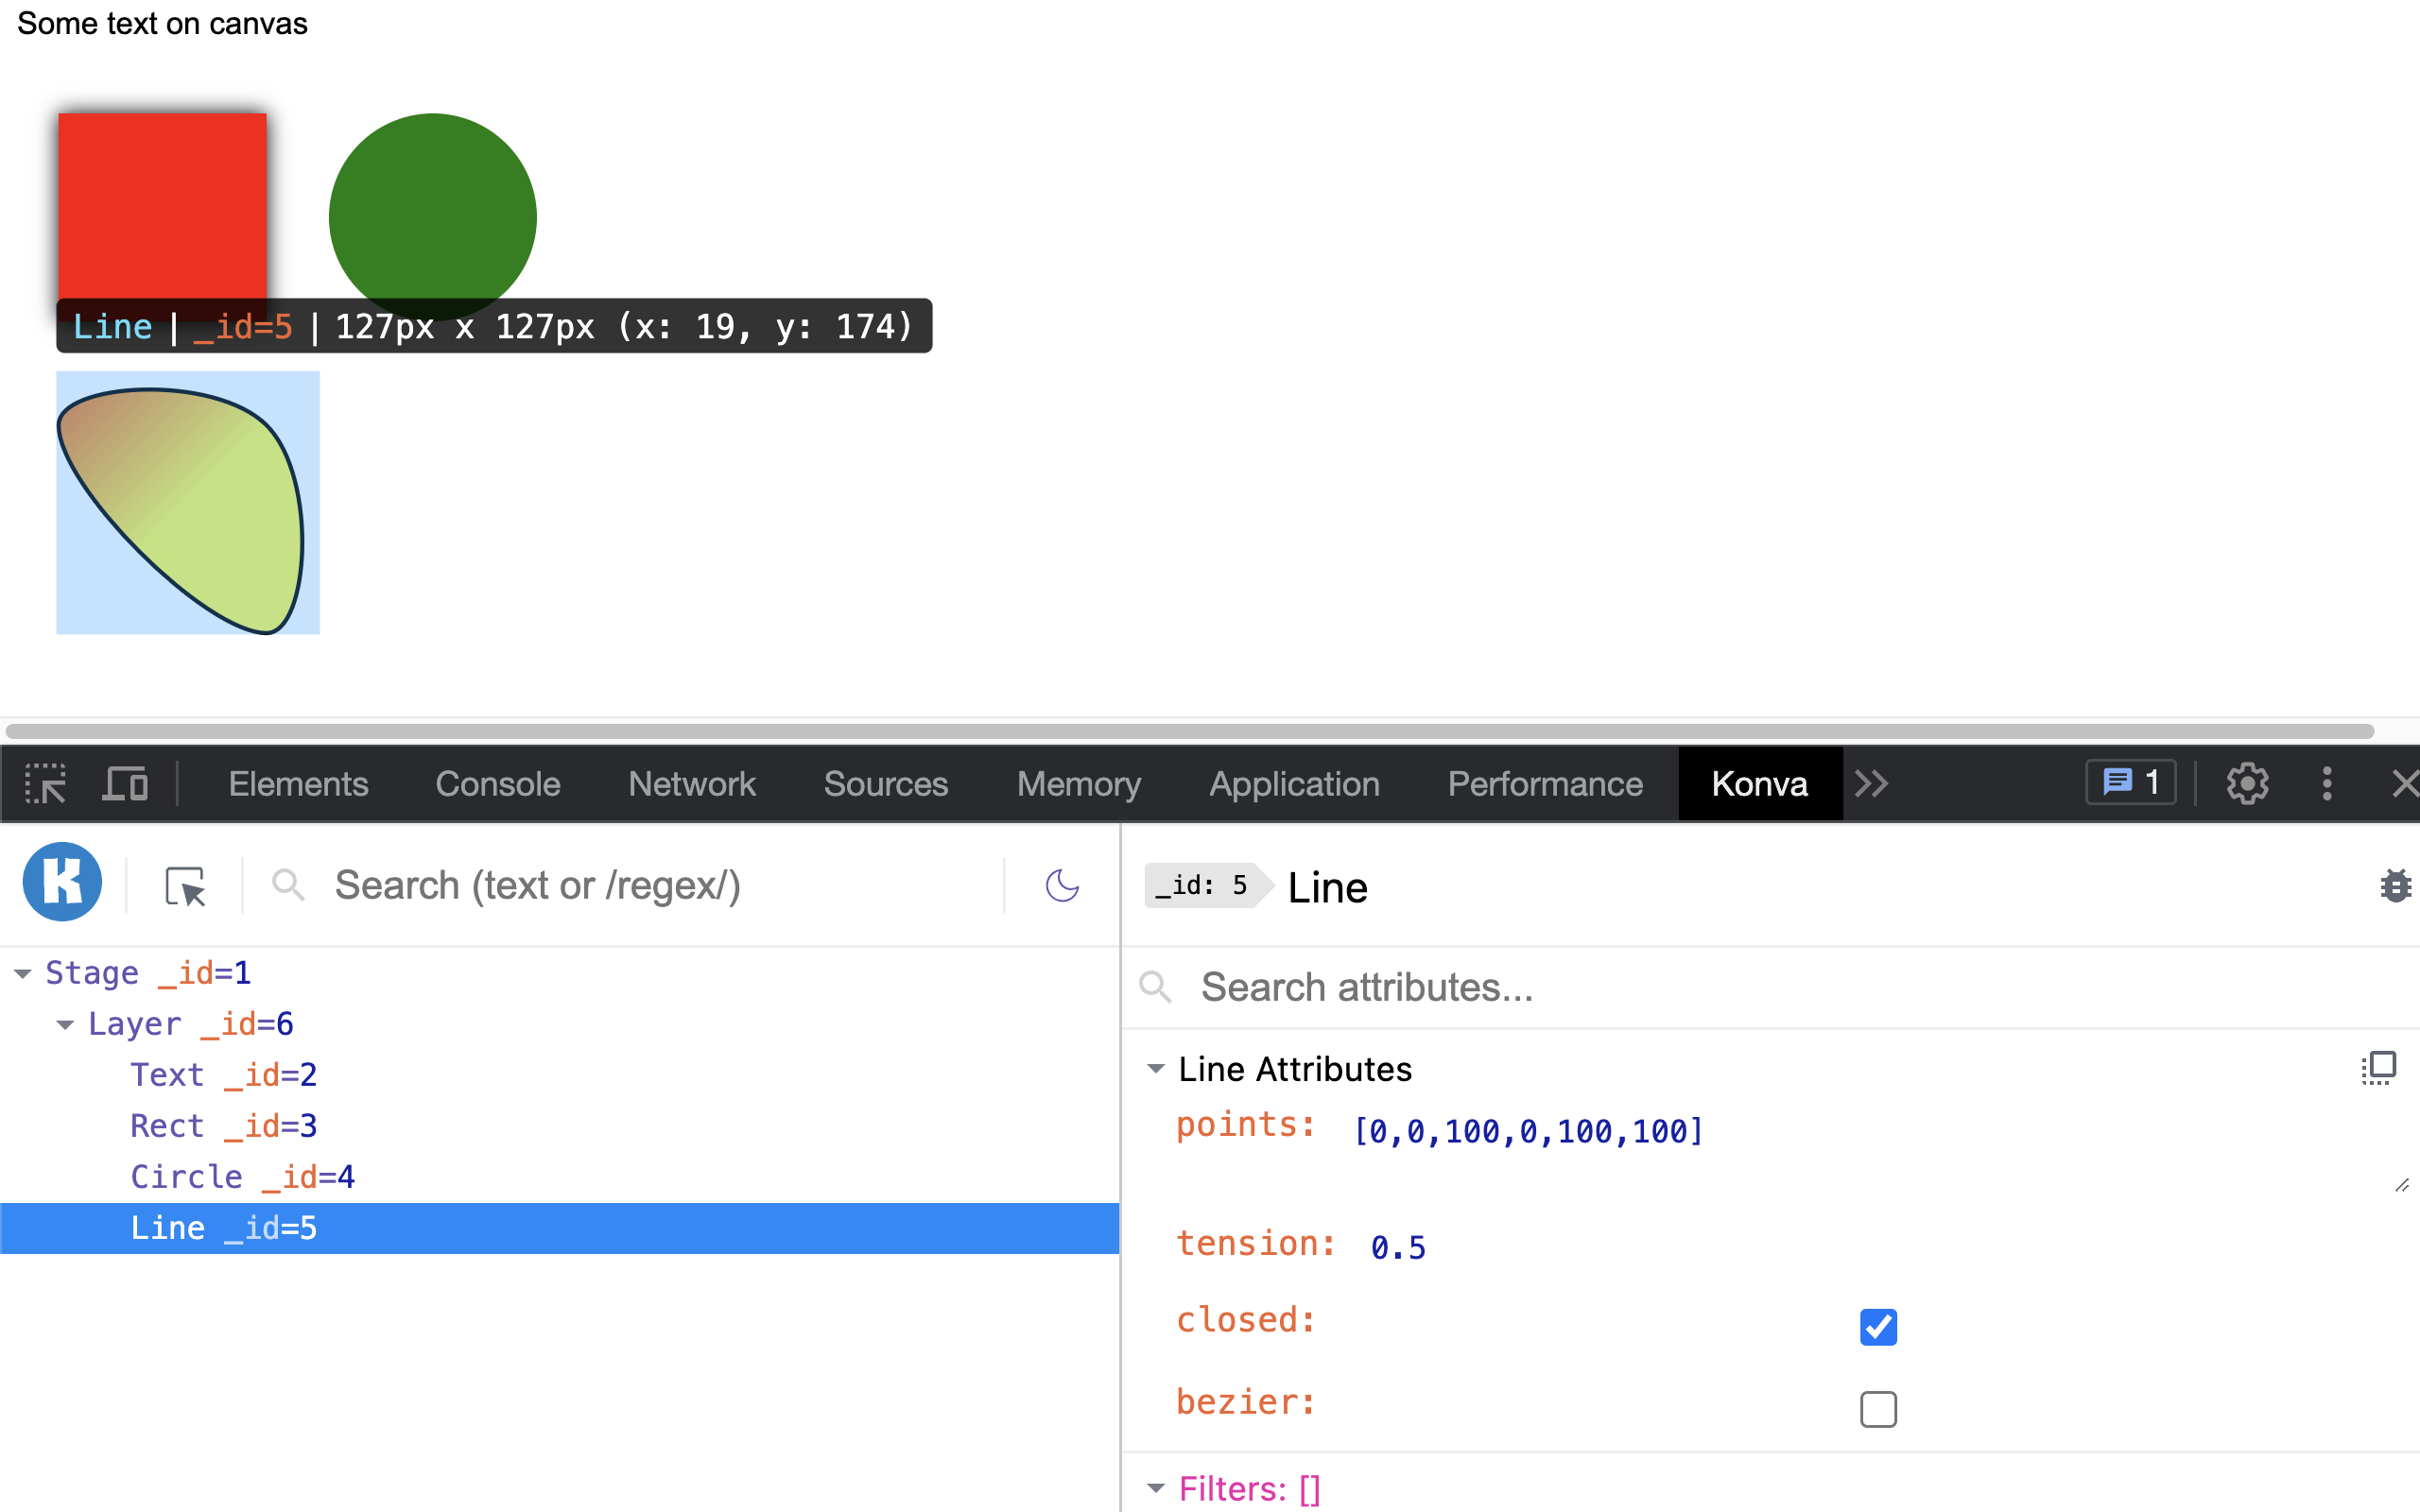 Some text on canvas
Line | _id=5 | 127px x 127px (x: 19, y: 174)
Elements Console Network Sources Memory Application Performance Konva 1
K Search (text or /regex/)
_id: 5 Line
Stage _id=1
Layer _id=6
Text _id=2
Rect _id=3
Circle _id=4
Line _id=5
Search attributes...
Line Attributes
points: [0,0,100,0,100,100]
tension: 0.5
closed:
bezier:
Filters: []